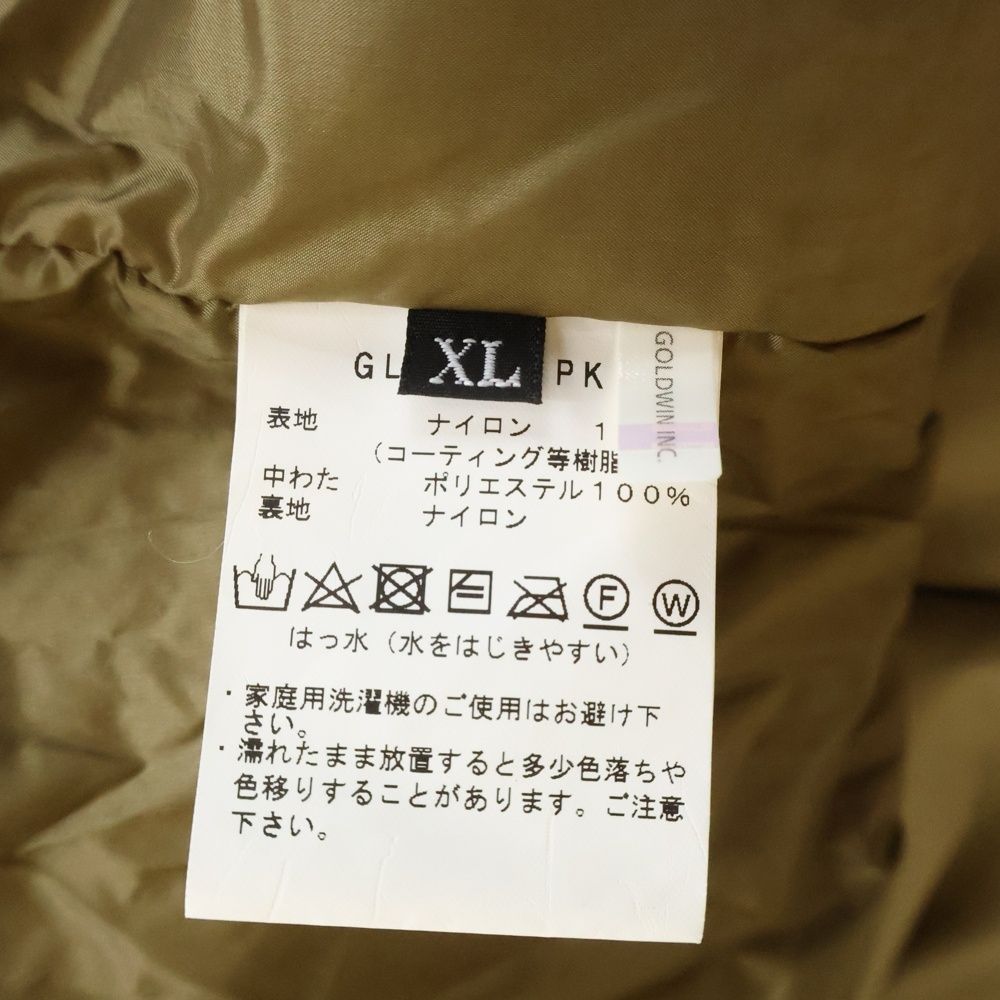 GL XL PK
GOLDWIN INC.
表地 ナイロン 1
(コーティング等樹脂
中わた ポリエステル100%
裏地 ナイロン
F W
はっ水(水をはじきやすい)
・家庭用洗濯機のご使用はお避け下
さい。
・濡れたまま放置すると多少色落ちや
色移りすることがあります。ご注意
下さい。